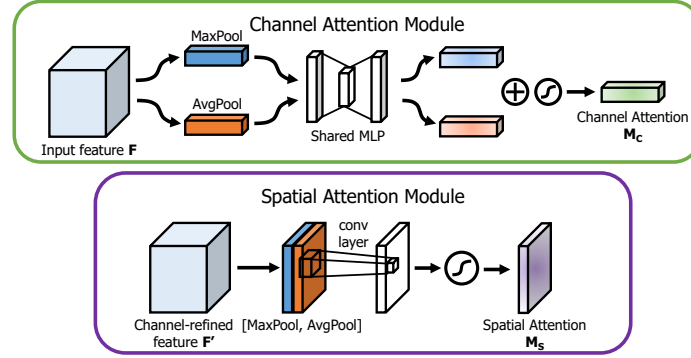 Channel Attention Module
MaxPool
AvgPool
Input feature F
Shared MLP
Channel Attention
Mc
Spatial Attention Module
conv
layer
Channel-refined
feature F'
[MaxPool, AvgPool]
Spatial Attention
Ms